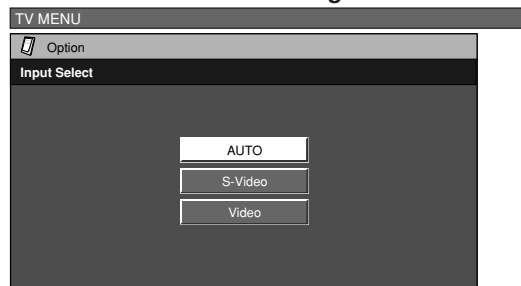 TV MENU
Option
Input Select
AUTO
S-Video
Video